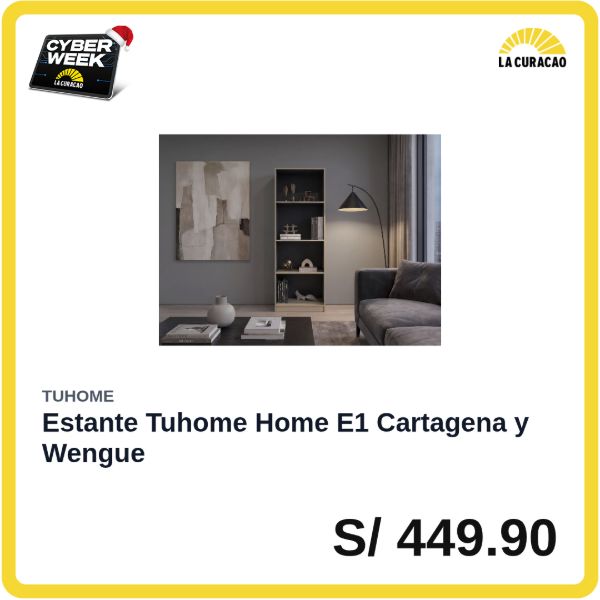 CYBER
WEEK
LA CURACAO
LA CURACAO
TUHOME
Estante Tuhome Home E1 Cartagena y
Wengue
S/ 449.90